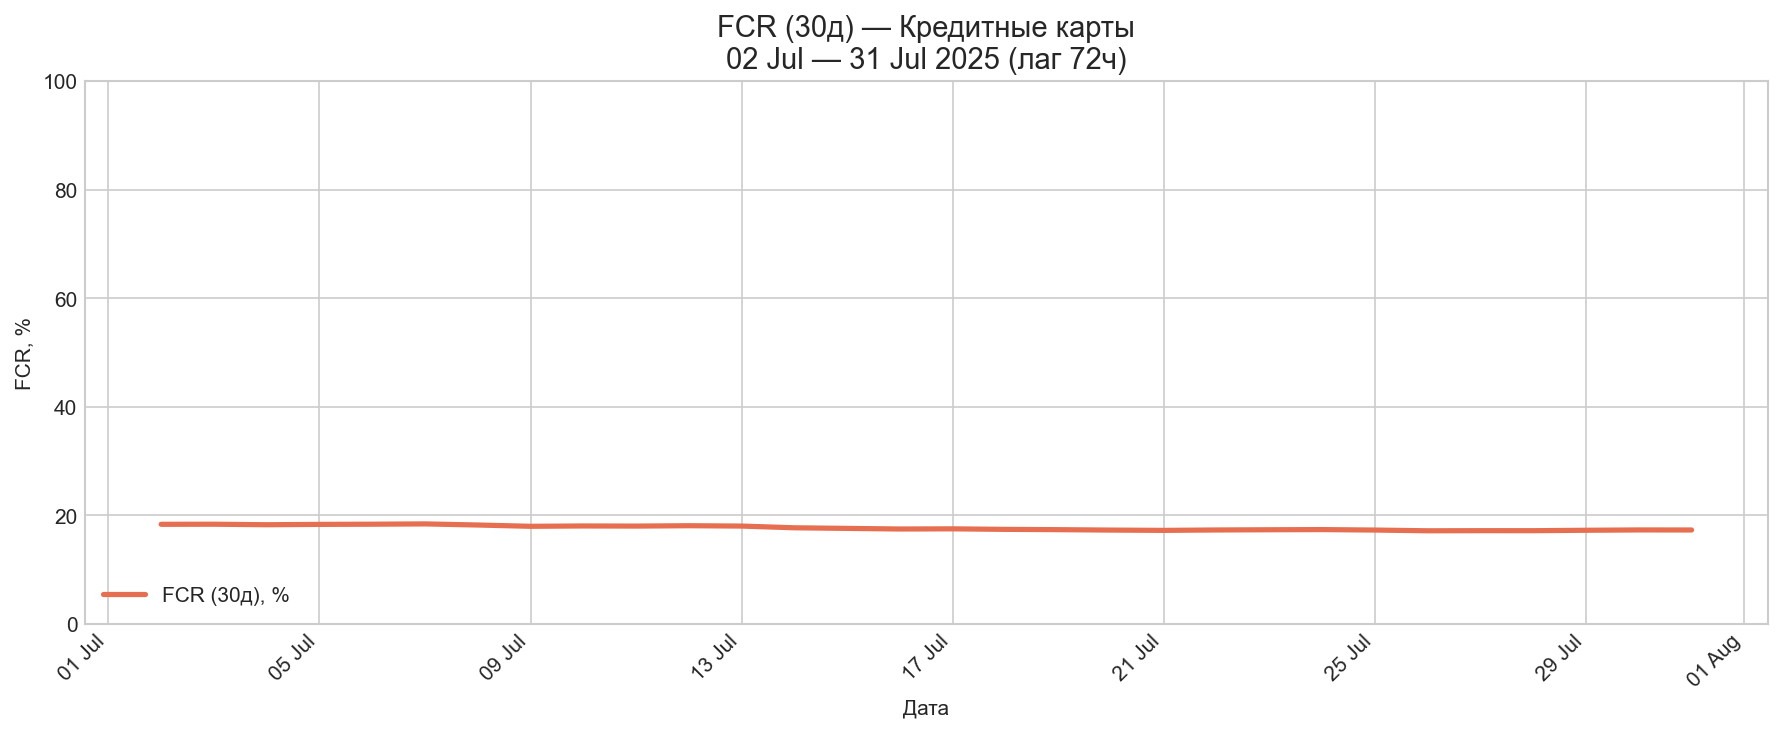 FCR (30д) — Кредитные карты
02 Jul — 31 Jul 2025 (лаг 72ч)
100
80
60
40
20
0
FCR, %
FCR (30д), %
01 Jul
05 Jul
09 Jul
13 Jul
17 Jul
21 Jul
25 Jul
29 Jul
01 Aug
Дата